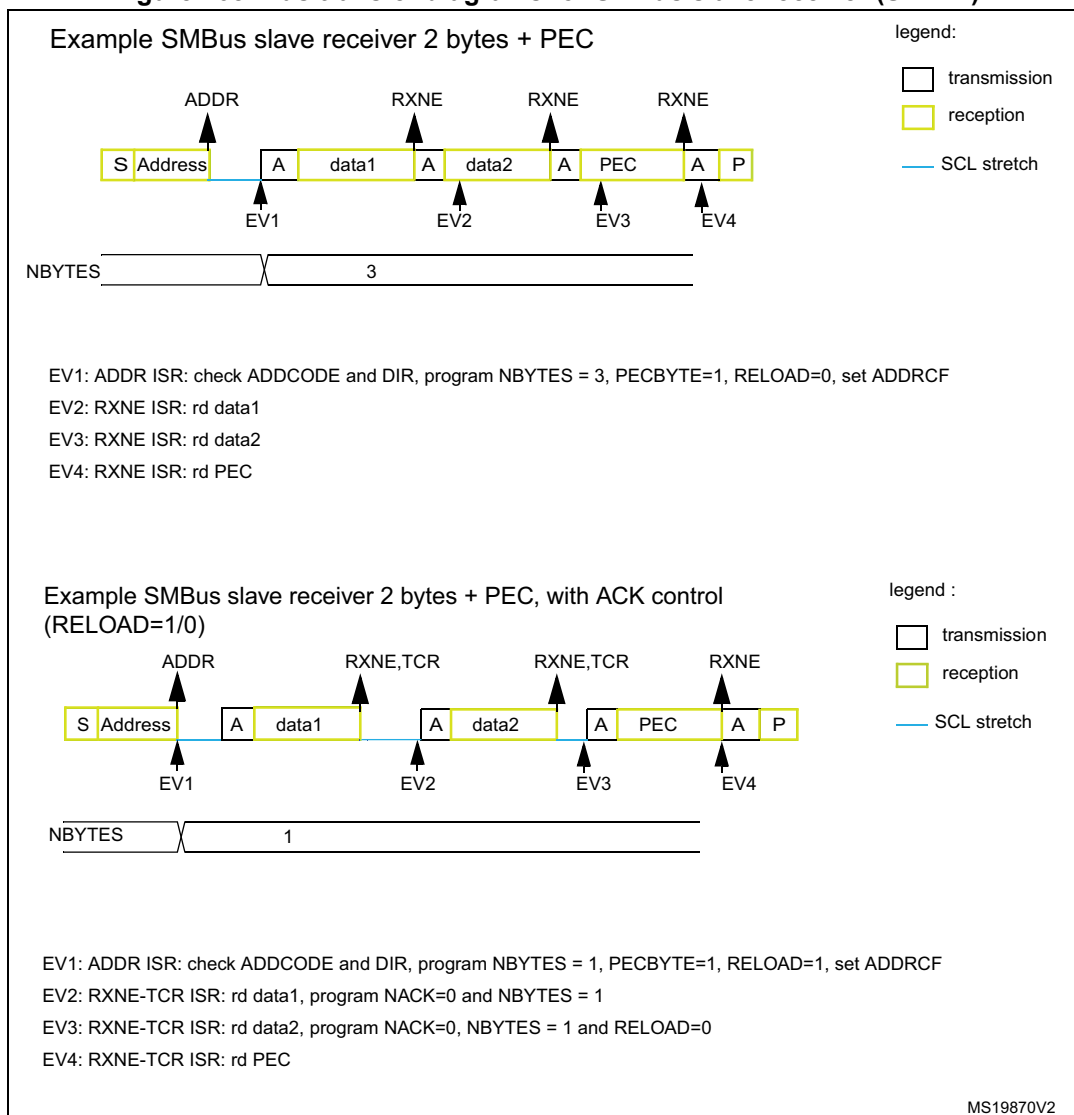 Example SMBus slave receiver 2 bytes + PEC
legend:
transmission
reception
SCL stretch
ADDR RXNE RXNE RXNE
S Address A data1 A data2 A PEC A P
EV1 EV2 EV3 EV4
NBYTES 3
EV1: ADDR ISR: check ADDCODE and DIR, program NBYTES = 3, PECBYTE=1, RELOAD=0, set ADDRCF
EV2: RXNE ISR: rd data1
EV3: RXNE ISR: rd data2
EV4: RXNE ISR: rd PEC
Example SMBus slave receiver 2 bytes + PEC, with ACK control
(RELOAD=1/0)
legend :
transmission
reception
SCL stretch
ADDR RXNE,TCR RXNE,TCR RXNE
S Address A data1 A data2 A PEC A P
EV1 EV2 EV3 EV4
NBYTES 1
EV1: ADDR ISR: check ADDCODE and DIR, program NBYTES = 1, PECBYTE=1, RELOAD=1, set ADDRCF
EV2: RXNE-TCR ISR: rd data1, program NACK=0 and NBYTES = 1
EV3: RXNE-TCR ISR: rd data2, program NACK=0, NBYTES = 1 and RELOAD=0
EV4: RXNE-TCR ISR: rd PEC
MS19870V2